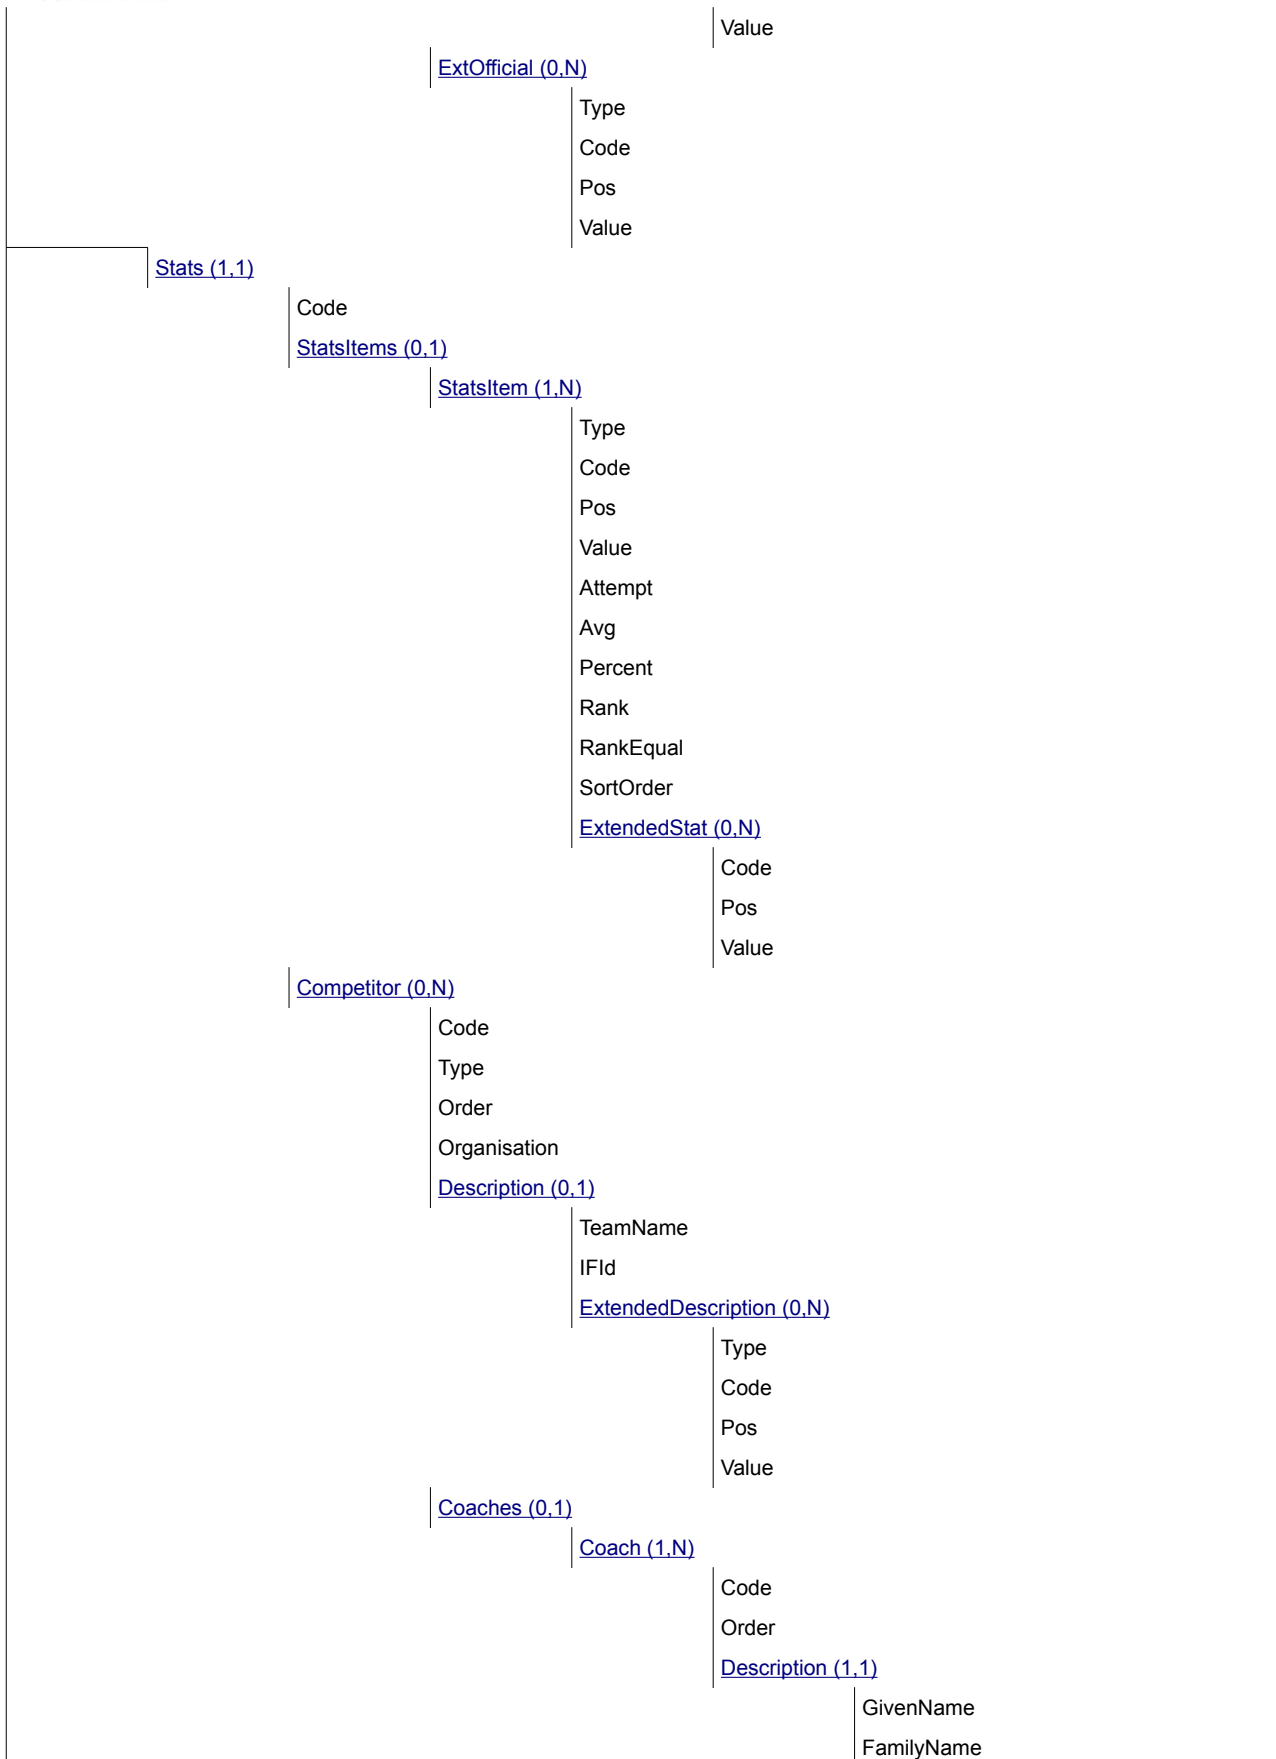 Value
ExtOfficial (0,N)
Type
Code
Pos
Value
Stats (1,1)
Code
StatsItems (0,1)
StatsItem (1,N)
Type
Code
Pos
Value
Attempt
Avg
Percent
Rank
RankEqual
SortOrder
ExtendedStat (0,N)
Code
Pos
Value
Competitor (0,N)
Code
Type
Order
Organisation
Description (0,1)
TeamName
IFId
ExtendedDescription (0,N)
Type
Code
Pos
Value
Coaches (0,1)
Coach (1,N)
Code
Order
Description (1,1)
GivenName
FamilyName